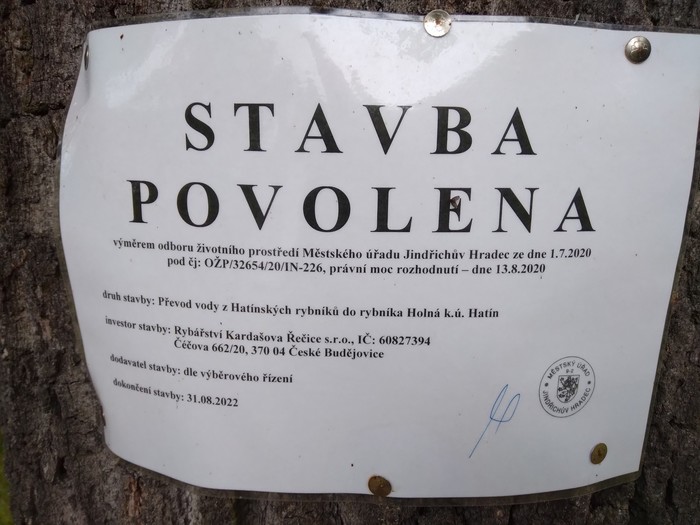 STAVBA
POVOLENA
výměrem odboru životního prostředí Městského úřadu Jindřichův Hradec ze dne 1.7.2020
pod čj: OŽP/32654/20/IN-226, právní moc rozhodnutí – dne 13.8.2020
druh stavby: Převod vody z Hatínských rybníků do rybníka Holná k.ú. Hatín
investor stavby: Rybářství Kardašova Řečice s.r.o., IČ: 60827394
Čéčova 662/20, 370 04 České Budějovice
dodavatel stavby: dle výběrového řízení
dokončení stavby: 31.08.2022
MĚSTSKÝ ÚŘAD
JINDŘICHŮV HRADEC